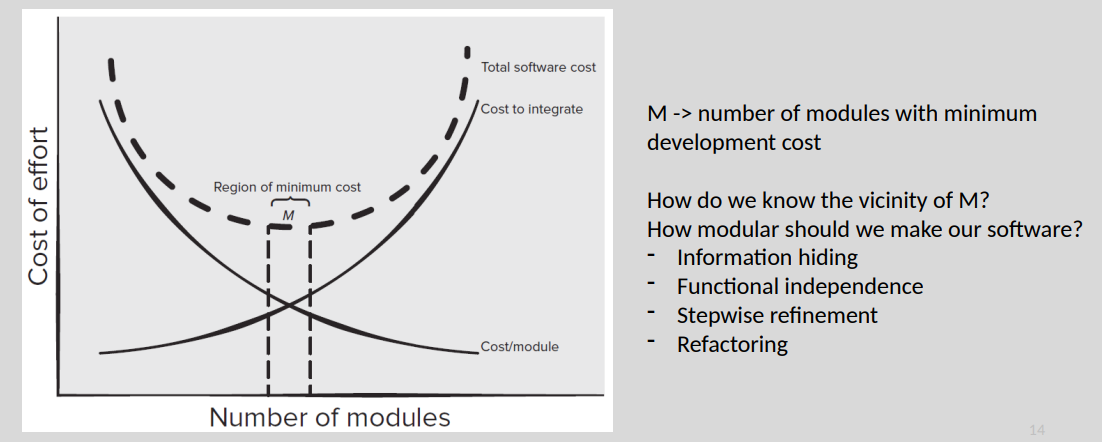 Total software cost
Cost to integrate
Region of minimum cost
M
Cost/module
Cost of effort
Number of modules
M -> number of modules with minimum
development cost
How do we know the vicinity of M?
How modular should we make our software?
- Information hiding
- Functional independence
- Stepwise refinement
- Refactoring
14